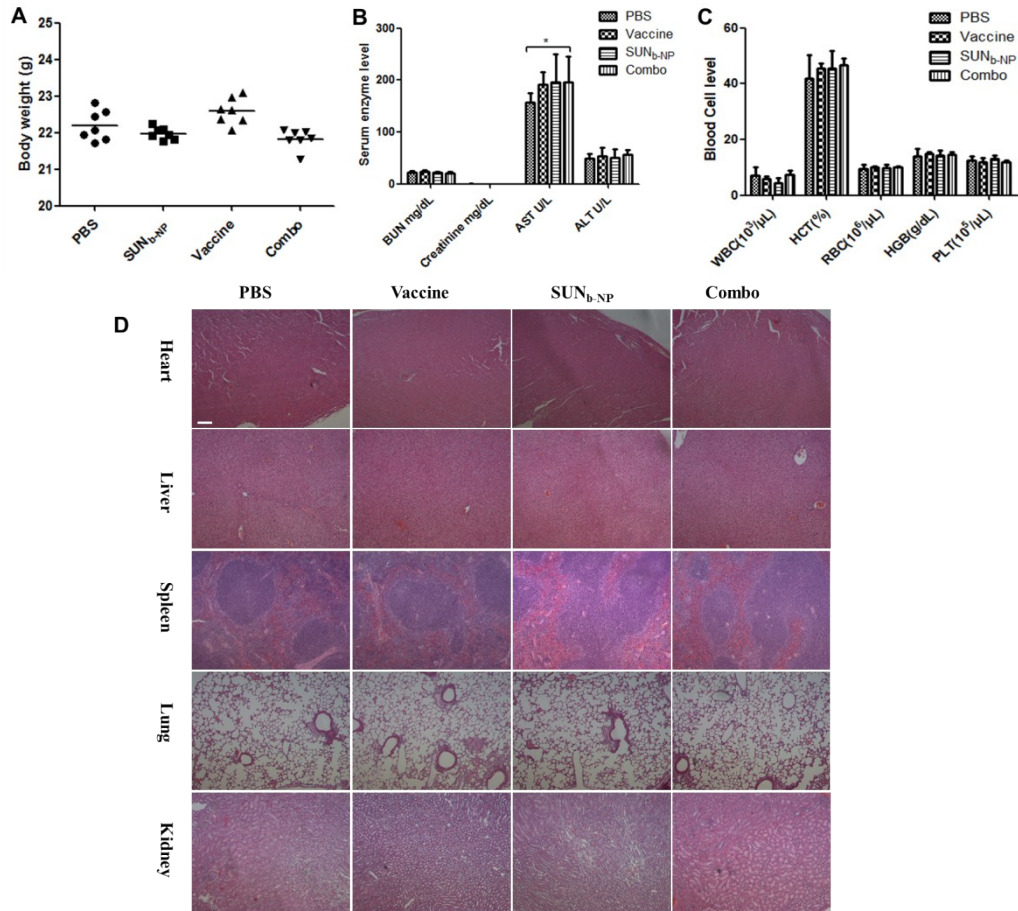 A
Body weight (g)
25
24
23
22
21
20
PBS
SUNb-NP
Vaccine
Combo
B
Serum enzyme level
300
200
100
0
*
PBS
Vaccine
SUNb-NP
Combo
BUN mg/dL
Creatinine mg/dL
AST U/L
ALT U/L
C
Blood Cell level
60
40
20
0
PBS
Vaccine
SUNb-NP
Combo
WBC(10³/μL)
HCT(%)
RBC(10⁶/μL)
HGB(g/dL)
PLT(10⁵/μL)
PBS Vaccine SUNb-NP Combo
D
Heart
Liver
Spleen
Lung
Kidney